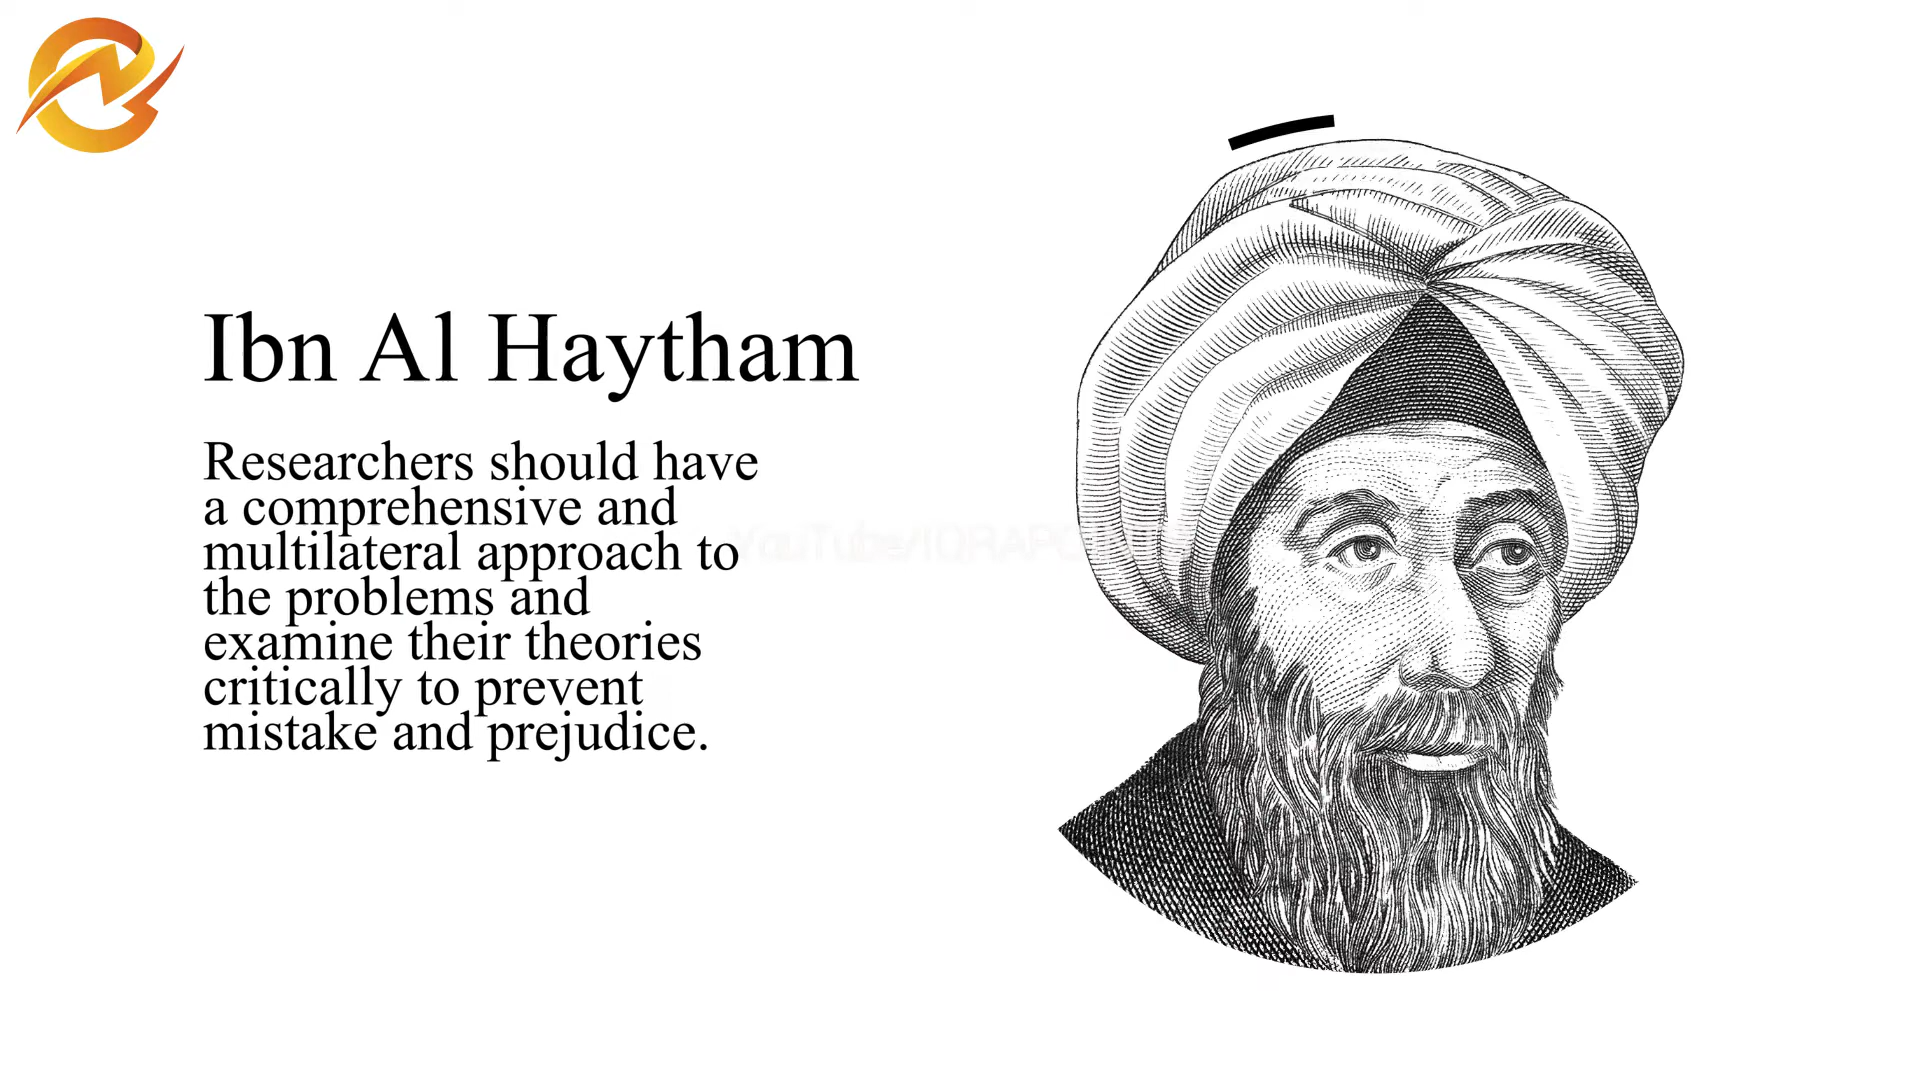 Ibn Al Haytham
Researchers should have
a comprehensive and
multilateral approach to
the problems and
examine their theories
critically to prevent
mistake and prejudice.